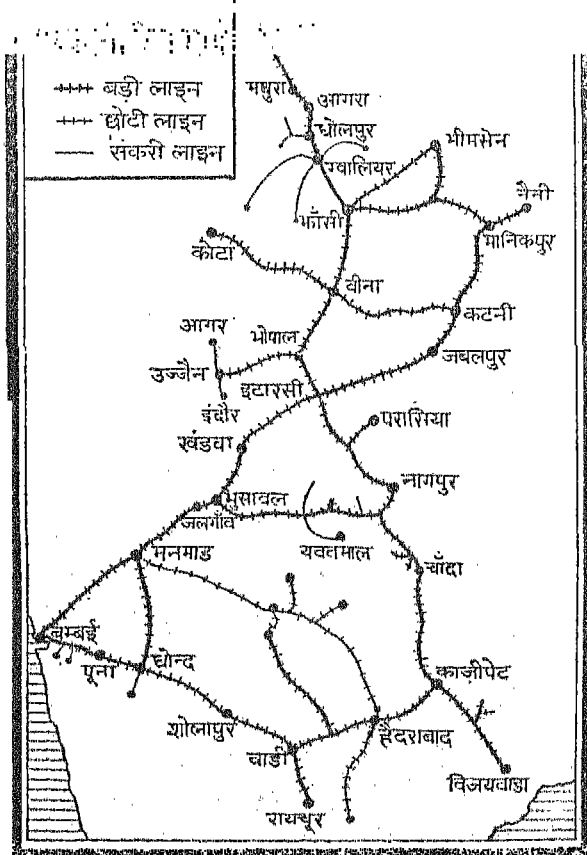 बड़ी लाइन
छोटी लाइन
संकरी लाइन
मथुरा
आगरा
धोलपुर
ग्वालियर
भीमसेन
नैनी
झाँसी
मानिकपुर
कोटा
बीना
कटनी
आगर
भोपाल
जबलपुर
उज्जैन
इटारसी
इंदौर
परासिया
खंडवा
नागपुर
भुसावल
जलगाँव
यवतमाल
मनमाड
चाँदा
बम्बई
पूना
धोन्द
काज़ीपेट
शोलापुर
हैदराबाद
वाडी
विजयवाडा
रायचूर